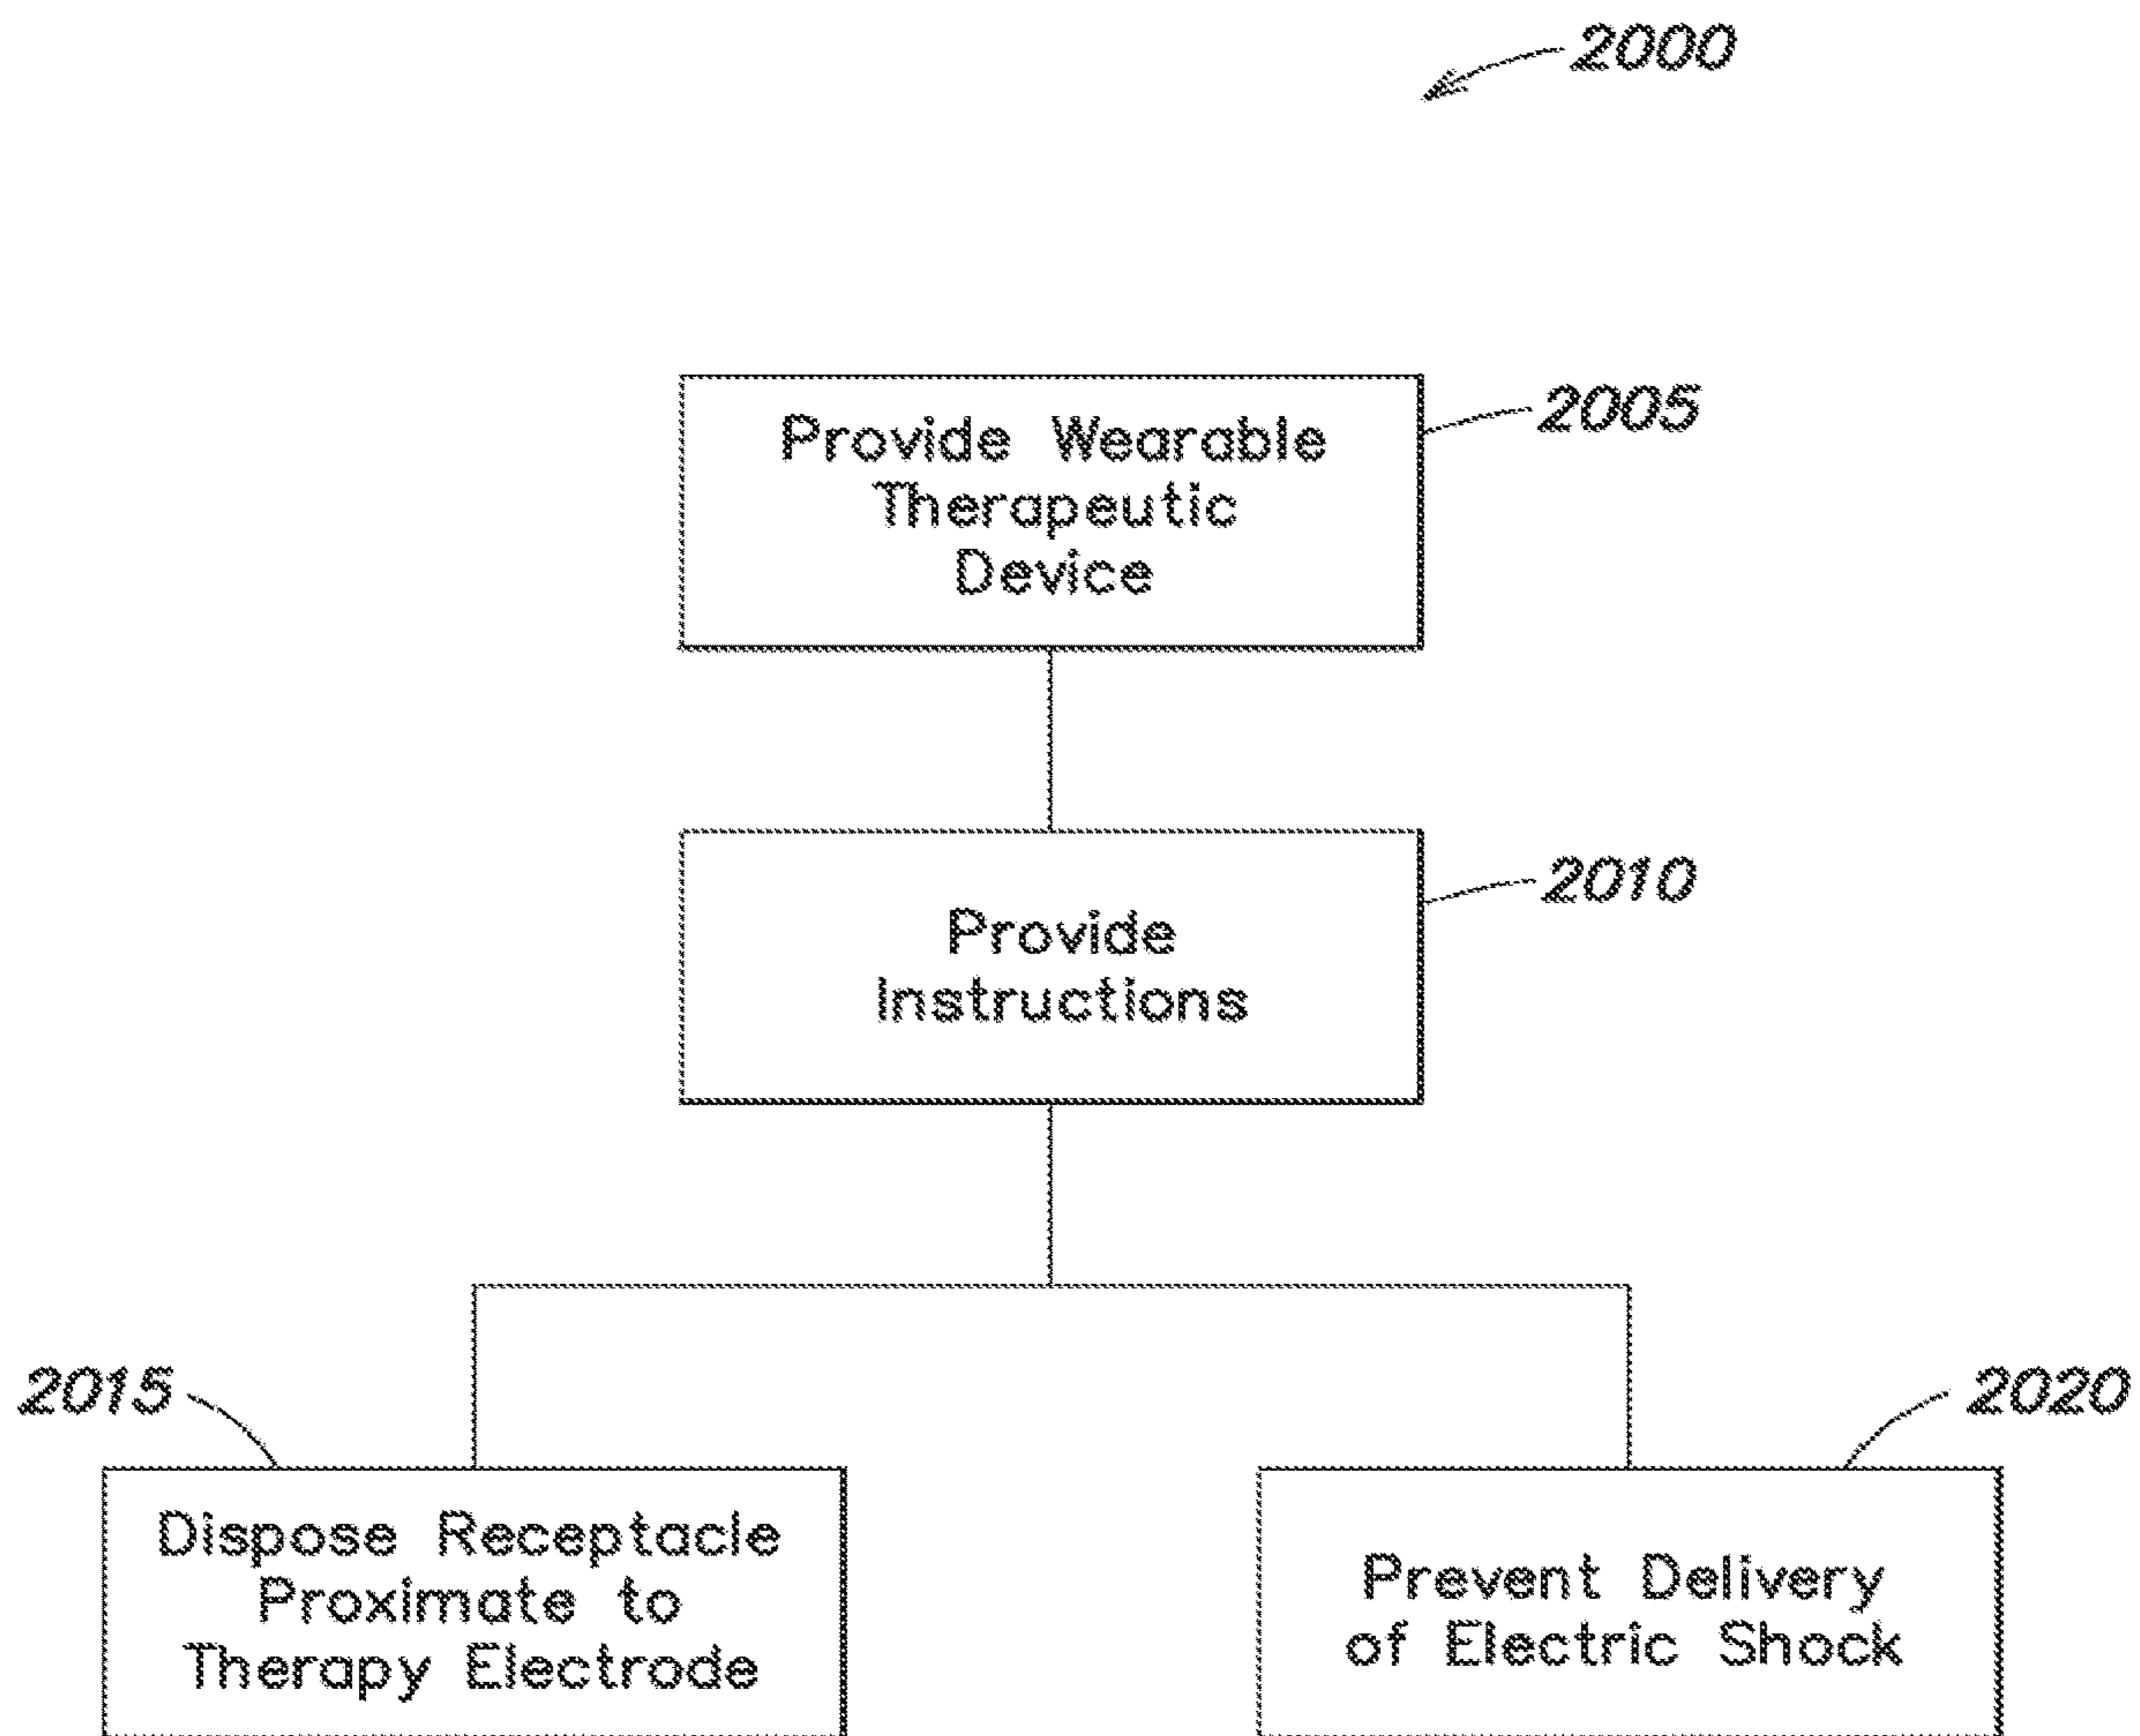 2000
Provide Wearable
Therapeutic
Device
2005
Provide
Instructions
2010
2015
Dispose Receptacle
Proximate to
Therapy Electrode
2020
Prevent Delivery
of Electric Shock